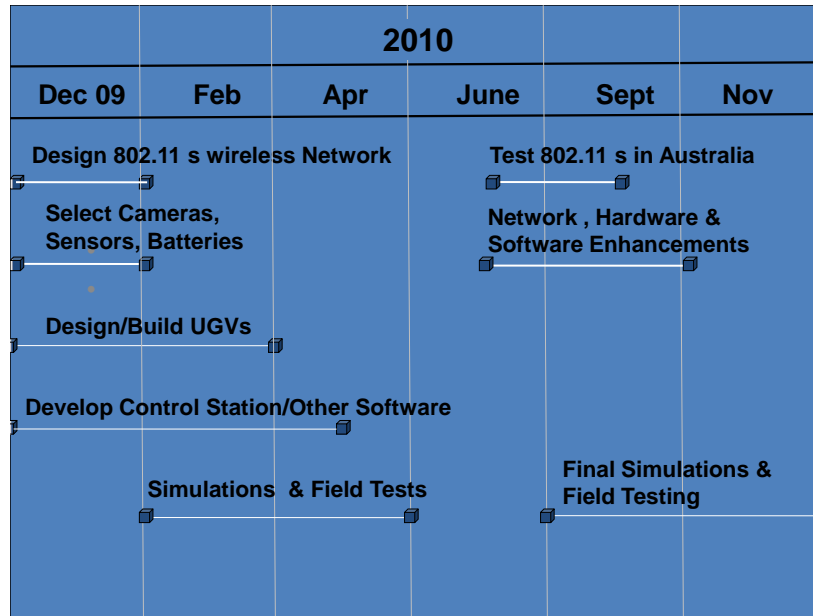 2010
Dec 09 Feb Apr June Sept Nov
Design 802.11 s wireless Network
Test 802.11 s in Australia
Select Cameras,
Sensors, Batteries
Network , Hardware &
Software Enhancements
Design/Build UGVs
Develop Control Station/Other Software
Simulations & Field Tests
Final Simulations &
Field Testing